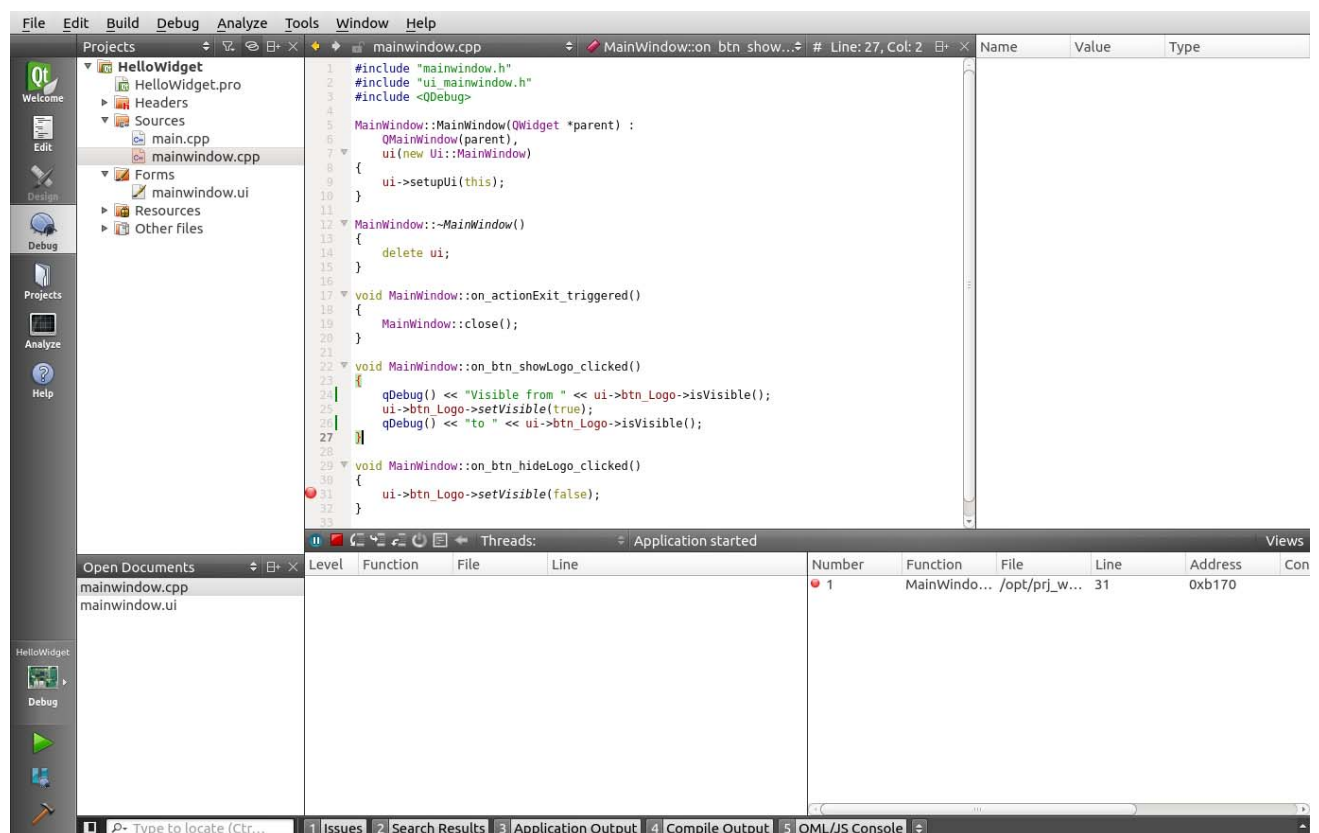 File Edit Build Debug Analyze Tools Window Help
Projects
mainwindow.cpp
MainWindow::on_btn_show...
# Line: 27, Col: 2
Name Value Type
Welcome
Edit
Design
Debug
Projects
Analyze
Help
HelloWidget
HelloWidget.pro
Headers
Sources
main.cpp
mainwindow.cpp
Forms
mainwindow.ui
Resources
Other files
1 #include "mainwindow.h"
2 #include "ui_mainwindow.h"
3 #include <QDebug>
4
5 MainWindow::MainWindow(QWidget *parent) :
6 QMainWindow(parent),
7 ui(new Ui::MainWindow)
8 {
9 ui->setupUi(this);
10 }
11
12 MainWindow::~MainWindow()
13 {
14 delete ui;
15 }
16
17 void MainWindow::on_actionExit_triggered()
18 {
19 MainWindow::close();
20 }
21
22 void MainWindow::on_btn_showLogo_clicked()
23 {
24 qDebug() << "Visible from " << ui->btn_Logo->isVisible();
25 ui->btn_Logo->setVisible(true);
26 qDebug() << "to " << ui->btn_Logo->isVisible();
27 }
28
29 void MainWindow::on_btn_hideLogo_clicked()
30 {
31 ui->btn_Logo->setVisible(false);
32 }
33
Threads:
Application started
Views
Open Documents
mainwindow.cpp
mainwindow.ui
Level Function File Line
Number Function File Line Address Con
1 MainWindo... /opt/prj_w... 31 0xb170
HelloWidget
Debug
Type to locate (Ctr...
1 Issues 2 Search Results 3 Application Output 4 Compile Output 5 QML/JS Console